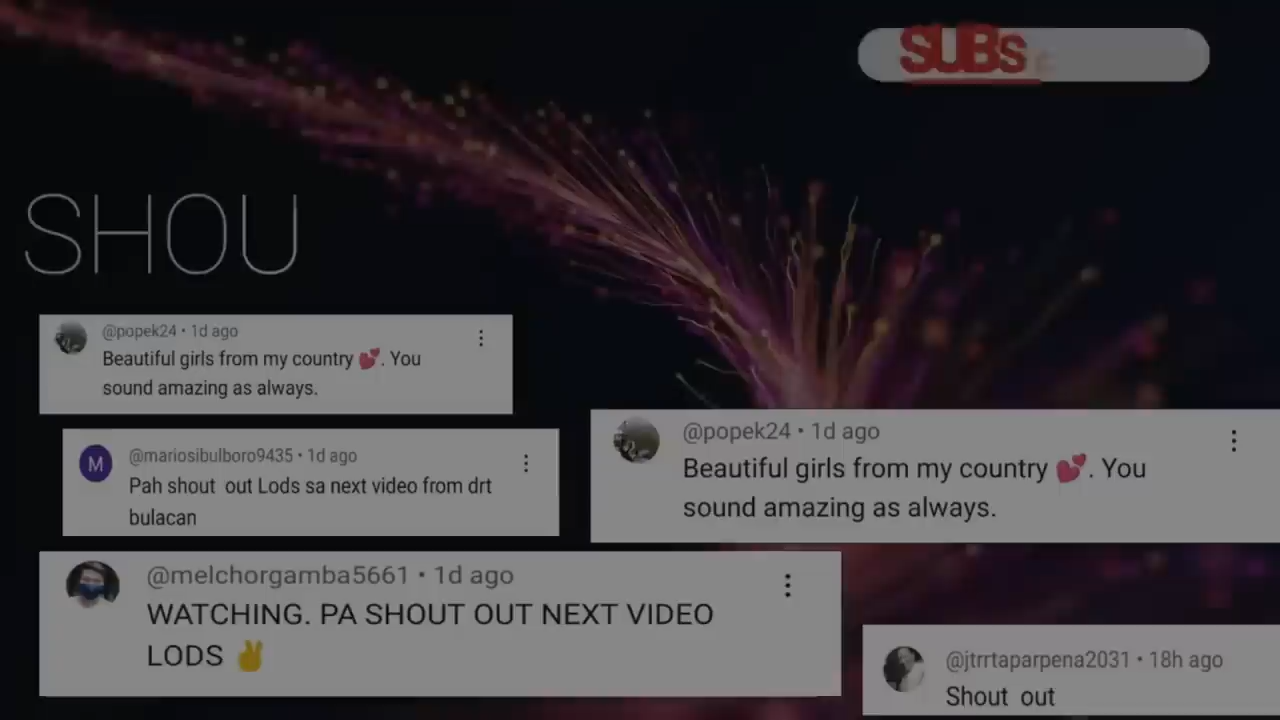 SUBs
SHOU
@popek24 • 1d ago
Beautiful girls from my country 💕. You
sound amazing as always.
@mariosibulboro9435 • 1d ago
M
Pah shout out Lods sa next video from drt
bulacan
@popek24 • 1d ago
Beautiful girls from my country 💕. You
sound amazing as always.
@melchorgamba5661 • 1d ago
WATCHING. PA SHOUT OUT NEXT VIDEO
LODS ✌
@jtrrtaparpena2031 • 18h ago
Shout out